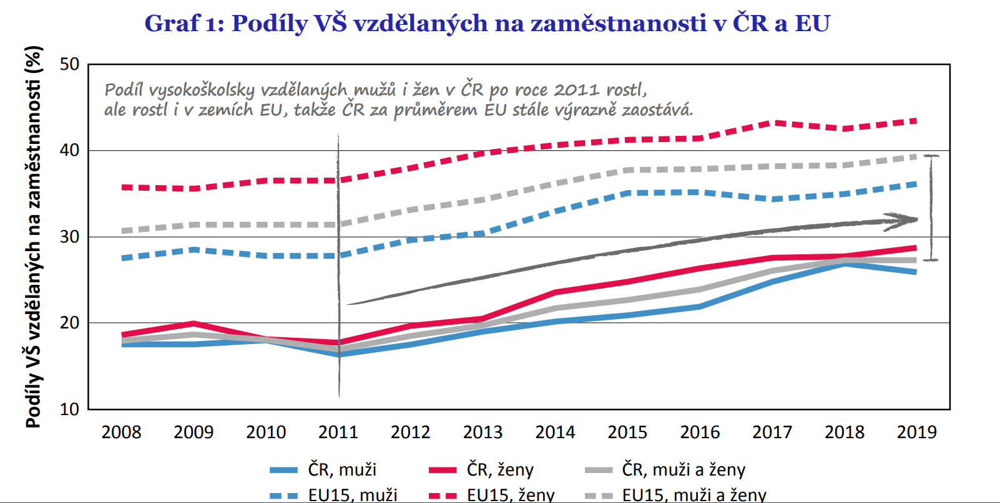 Graf 1: Podíly VŠ vzdělaných na zaměstnanosti v ČR a EU
Podíly VŠ vzdělaných na zaměstnanosti (%)
50
40
30
20
10
Podíl vysokoškolsky vzdělaných mužů i žen v ČR po roce 2011 rostl,
ale rostl i v zemích EU, takže ČR za průměrem EU stále výrazně zaostává.
2008 2009 2010 2011 2012 2013 2014 2015 2016 2017 2018 2019
ČR, muži ČR, ženy ČR, muži a ženy
EU15, muži EU15, ženy EU15, muži a ženy